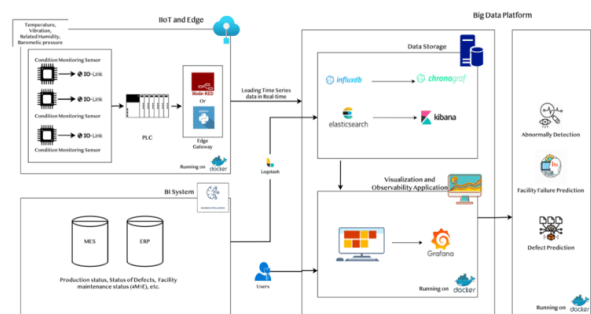 IIoT and Edge
Temperature,
Vibration,
Related Humidity,
Barometric pressure
Condition Monitoring Sensor
IO-Link
IO-Link
Condition Monitoring Sensor
IO-Link
Condition Monitoring Sensor
PLC
Node-RED
Or
Edge
Gateway
Running on
docker
Loading Time Series
data in Real-time
Logstash
Users
BI System
MES
ERP
Production status, Status of Defects, Facility
maintenance status (4M1E), etc.
Big Data Platform
Data Storage
influxdb
chronograf
elasticsearch
kibana
Visualization and
Observability Application
Grafana
Running on
docker
Abnormally Detection
Facility Failure Prediction
Defect Prediction
Running on
docker